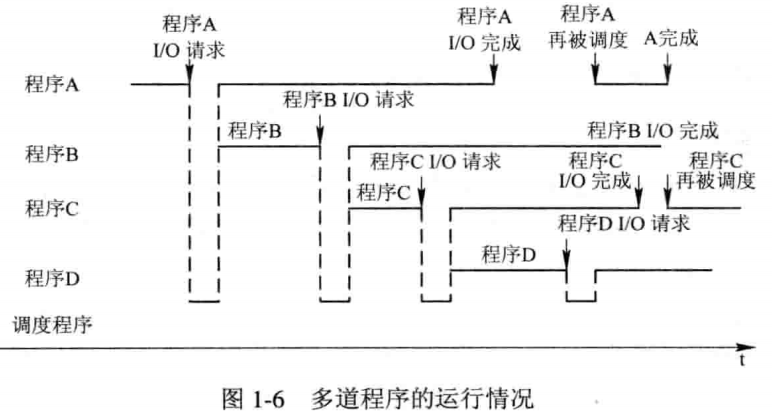 程序A
I/O 请求
程序A
I/O 完成
程序A
再被调度
A完成
程序A
程序B I/O 请求
程序B
程序B I/O 完成
程序B
程序C I/O 请求
程序C
I/O 完成
程序C
再被调度
程序C
程序C
程序D I/O 请求
程序D
程序D
调度程序
t
图 1-6 多道程序的运行情况